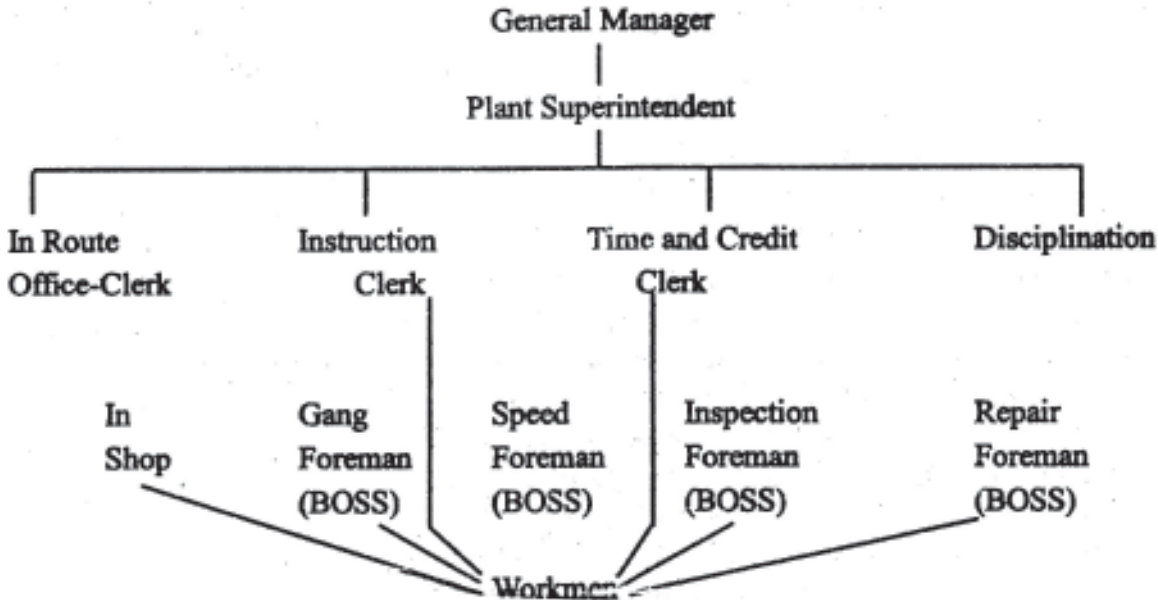 General Manager
Plant Superintendent
In Route Instruction Time and Credit Disciplination
Office-Clerk Clerk Clerk
In Gang Speed Inspection Repair
Shop Foreman Foreman Foreman Foreman
(BOSS) (BOSS) (BOSS) (BOSS)
Workmen